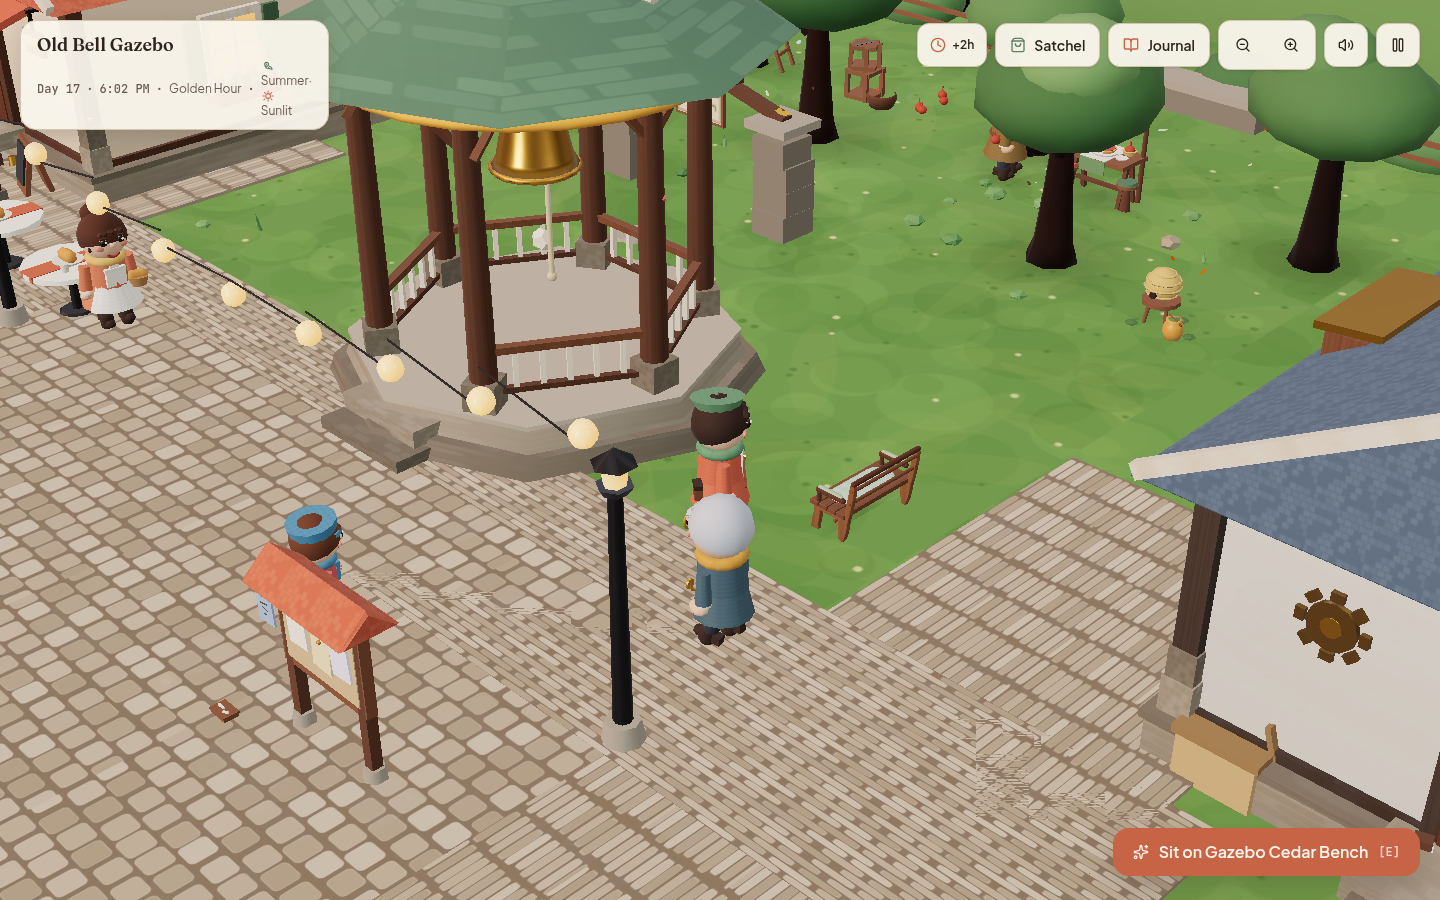 Old Bell Gazebo
Day 17 · 6:02 PM · Golden Hour · Summer · Sunlit
+2h
Satchel
Journal
Sit on Gazebo Cedar Bench [E]